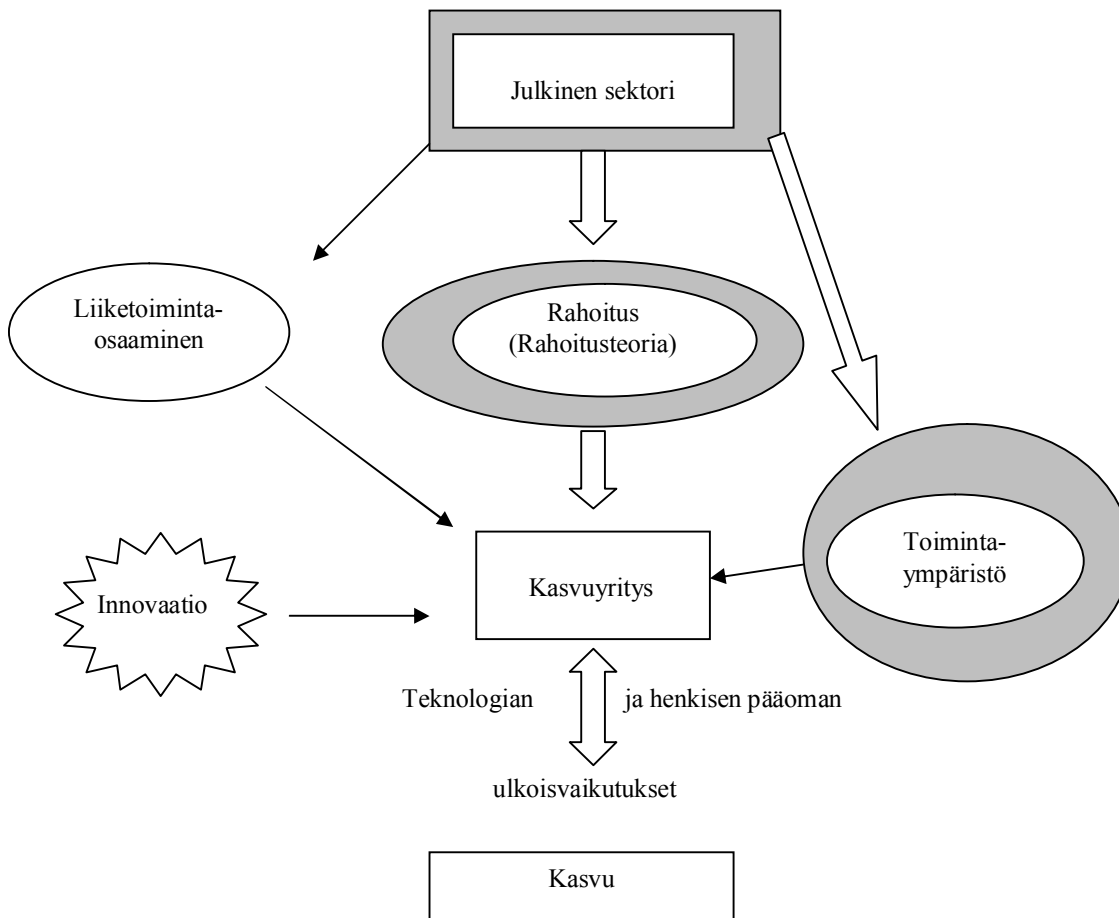 Julkinen sektori
Liiketoiminta-
osaaminen
Rahoitus
(Rahoitusteoria)
Toiminta-
ympäristö
Kasvuyritys
Innovaatio
Teknologian ja henkisen pääoman
ulkoisvaikutukset
Kasvu